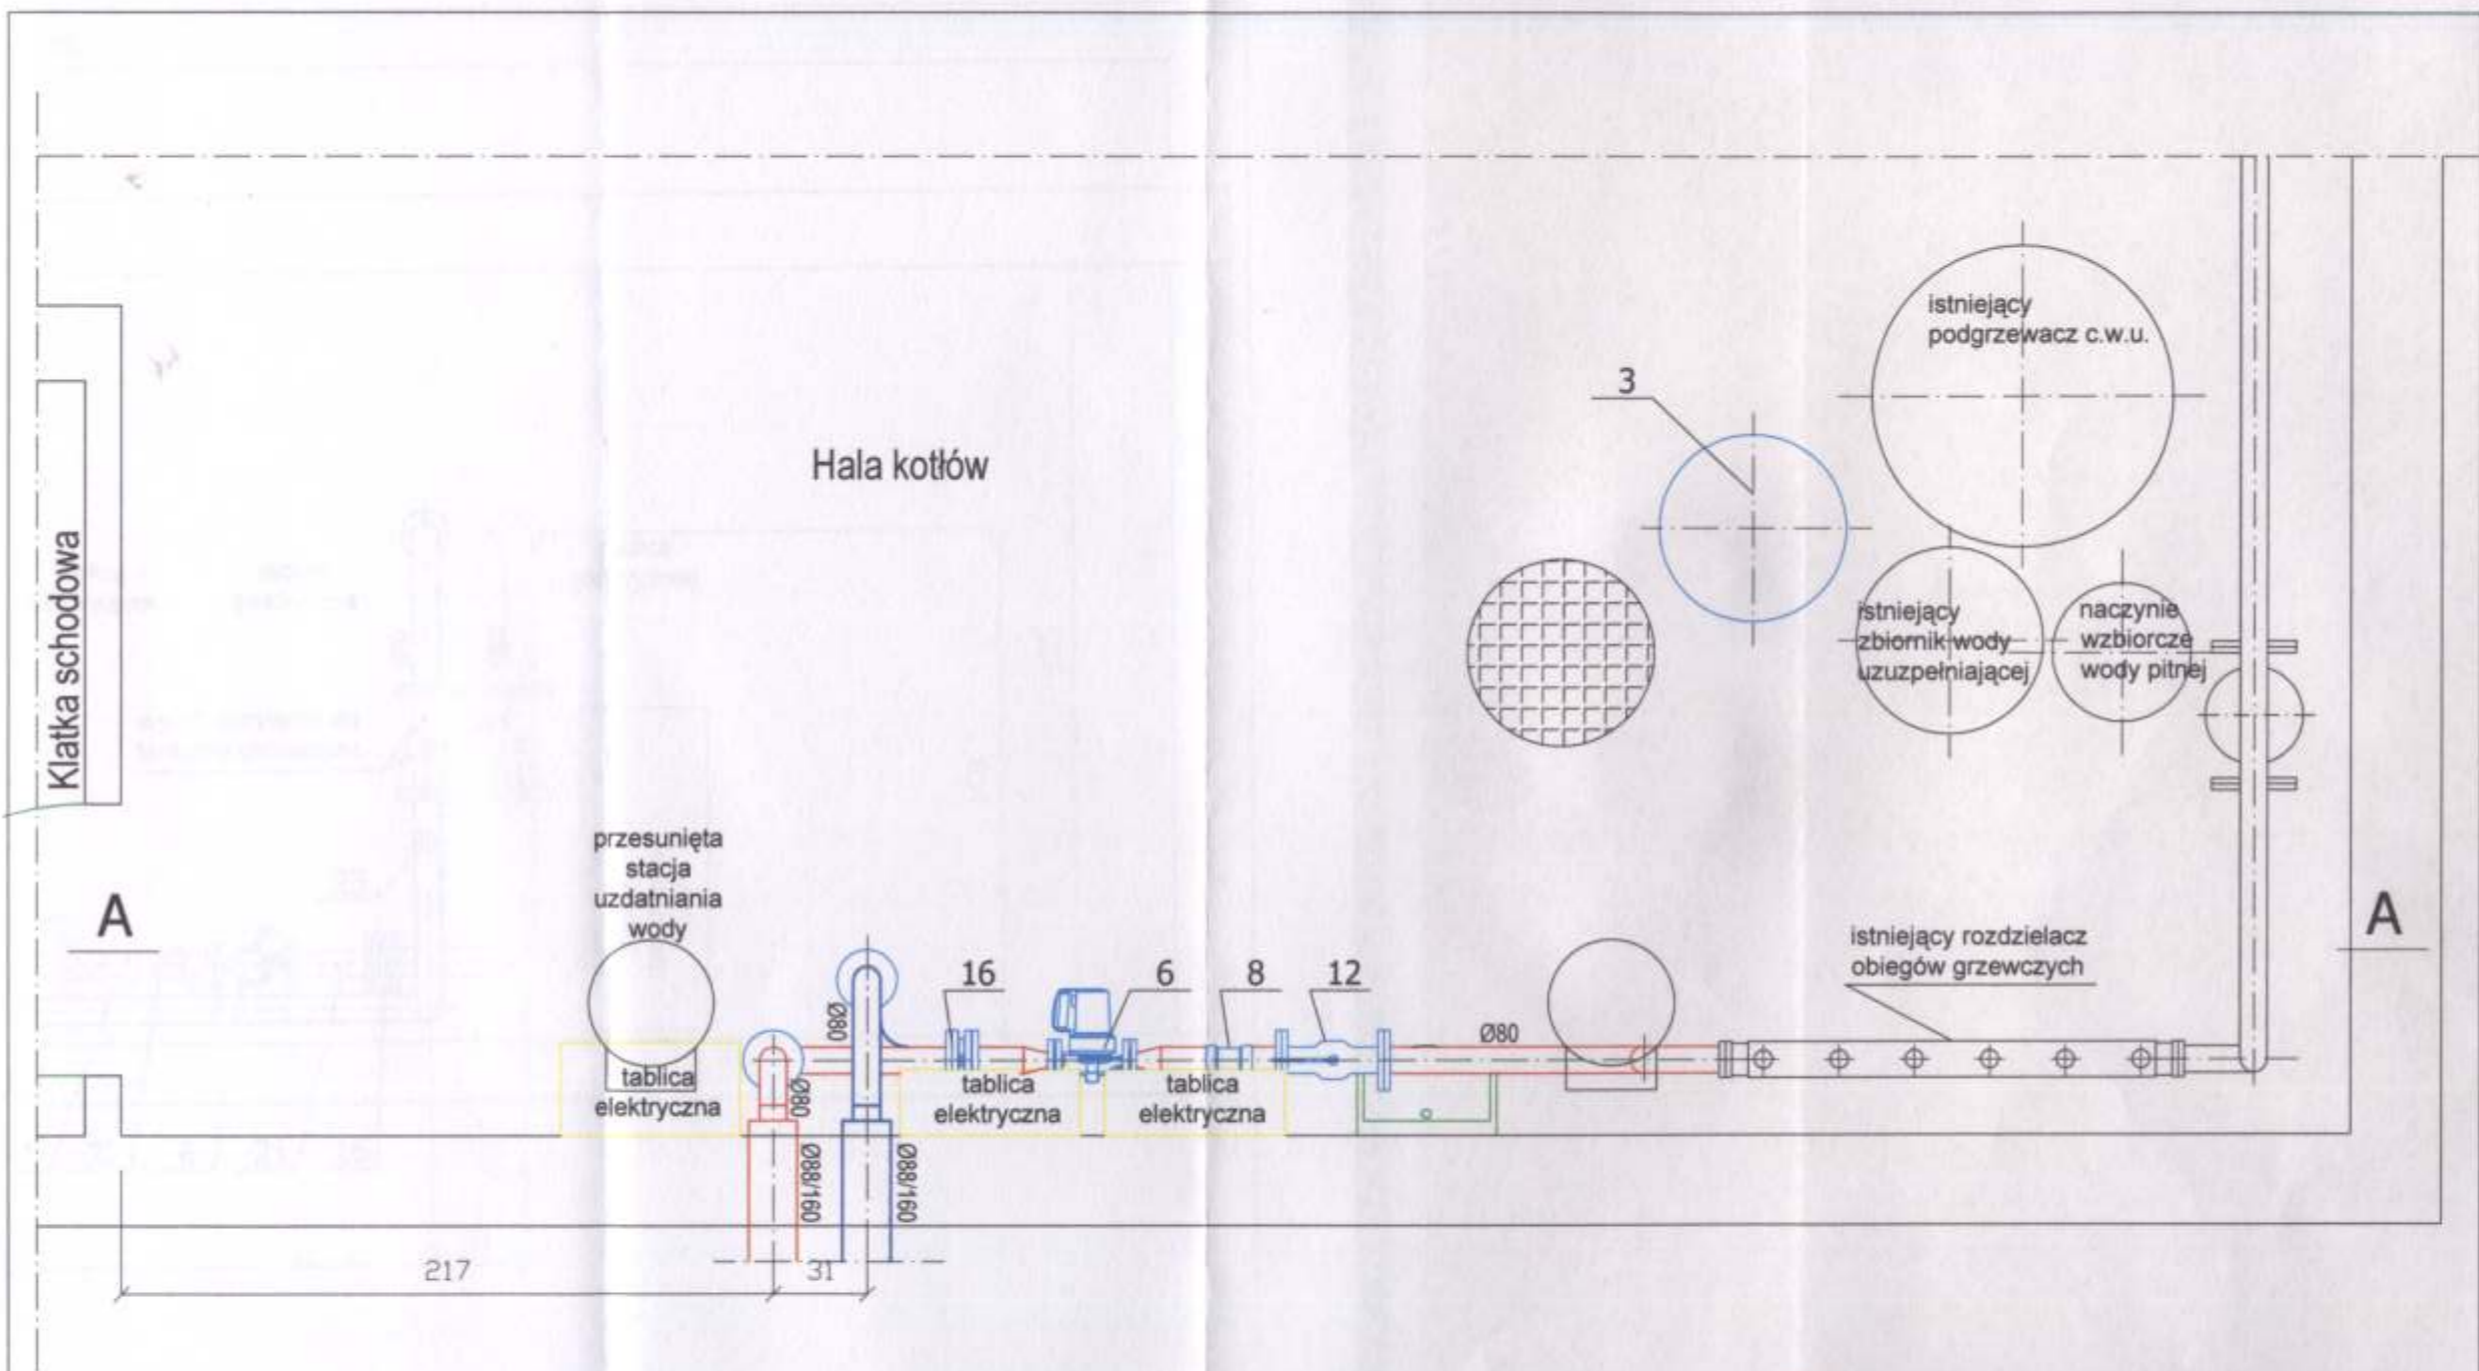 istniejący
podgrzewacz c.w.u.
3
Hala kotłów
Klatka schodowa
istniejący
zbiornik wody
uzuzpełniającej
naczynie
wzbiorcze
wody pitnej
przesunięta
stacja
uzdatniania
wody
A
A
istniejący rozdzielacz
obiegów grzewczych
16
6
8
12
Ø80
Ø80
Ø80
tablica
elektryczna
tablica
elektryczna
tablica
elektryczna
Ø88/160
Ø88/160
217
31